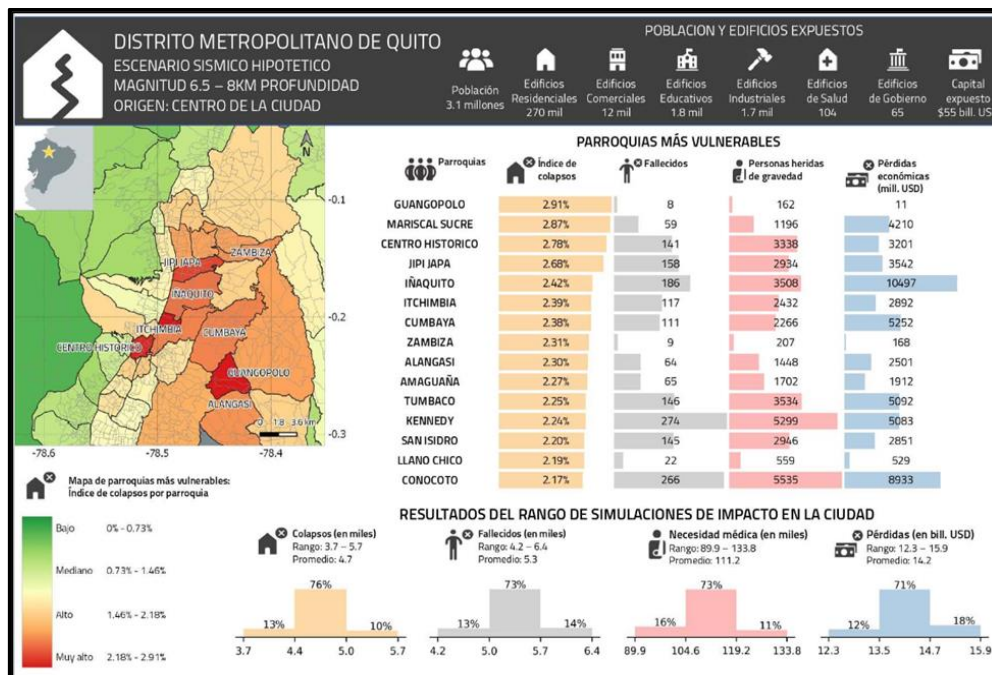 DISTRITO METROPOLITANO DE QUITO
ESCENARIO SISMICO HIPOTETICO
MAGNITUD 6.5 – 8KM PROFUNDIDAD
ORIGEN: CENTRO DE LA CIUDAD
POBLACION Y EDIFICIOS EXPUESTOS
Población
3.1 millones
Edificios
Residenciales
270 mil
Edificios
Comerciales
12 mil
Edificios
Educativos
1.8 mil
Edificios
Industriales
1.7 mil
Edificios
de Salud
104
Edificios
de Gobierno
65
Capital
expuesto
$55 bill. US
N
-0.1
-0.2
-0.3
-78.6
-78.5
-78.4
ZAMBIZA
JIPIJAPA
INAQUITO
ITCHIMBIA
CUMBAYA
CENTRO HISTORICO
GUANGOPOLO
ALANGASI
0 1.8 3.6 km
PARROQUIAS MÁS VULNERABLES
Parroquias
Índice de
colapsos
Fallecidos
Personas heridas
de gravedad
Pérdidas
económicas
(mill. USD)
GUANGOPOLO 2.91% 8 162 11
MARISCAL SUCRE 2.87% 59 1196 4210
CENTRO HISTORICO 2.78% 141 3338 3201
JIPI JAPA 2.68% 158 2934 3542
IÑAQUITO 2.42% 186 3508 10497
ITCHIMBIA 2.39% 117 2432 2892
CUMBAYA 2.38% 111 2266 5252
ZAMBIZA 2.31% 9 207 168
ALANGASI 2.30% 64 1448 2501
AMAGUAÑA 2.27% 65 1702 1912
TUMBACO 2.25% 146 3534 5092
KENNEDY 2.24% 274 5299 5083
SAN ISIDRO 2.20% 145 2946 2851
LLANO CHICO 2.19% 22 559 529
CONOCOTO 2.17% 266 5535 8933
Mapa de parroquias más vulnerables:
Índice de colapsos por parroquia
Bajo 0% - 0.73%
Mediano 0.73% - 1.46%
Alto 1.46% - 2.18%
Muy alto 2.18% - 2.91%
RESULTADOS DEL RANGO DE SIMULACIONES DE IMPACTO EN LA CIUDAD
Colapsos (en miles)
Rango: 3.7 – 5.7
Promedio: 4.7
13% 76% 10%
3.7 4.4 5.0 5.7
Fallecidos (en miles)
Rango: 4.2 – 6.4
Promedio: 5.3
13% 73% 14%
4.2 5.0 5.7 6.4
Necesidad médica (en miles)
Rango: 89.9 – 133.8
Promedio: 111.2
16% 73% 11%
89.9 104.6 119.2 133.8
Pérdidas (en bill. USD)
Rango: 12.3 – 15.9
Promedio: 14.2
12% 71% 18%
12.3 13.5 14.7 15.9